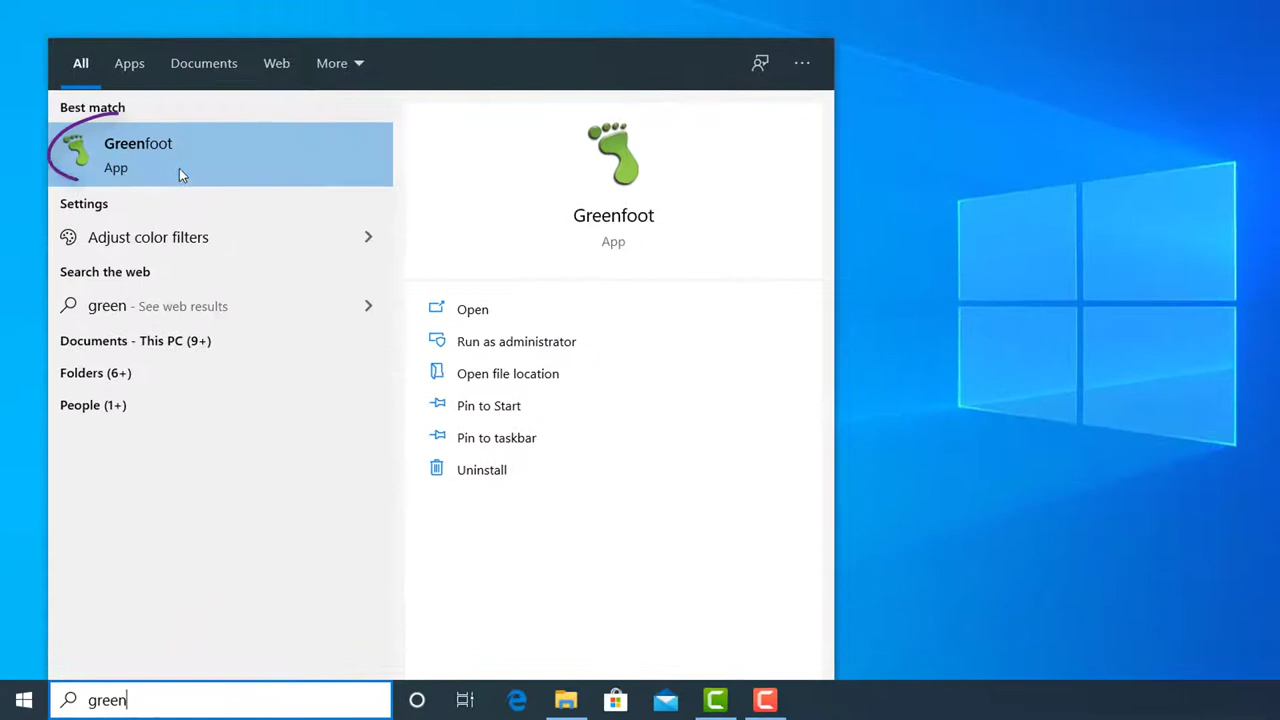 All Apps Documents Web More
Best match
Greenfoot
App
Settings
Adjust color filters
Search the web
green - See web results
Documents - This PC (9+)
Folders (6+)
People (1+)
Greenfoot
App
Open
Run as administrator
Open file location
Pin to Start
Pin to taskbar
Uninstall
green